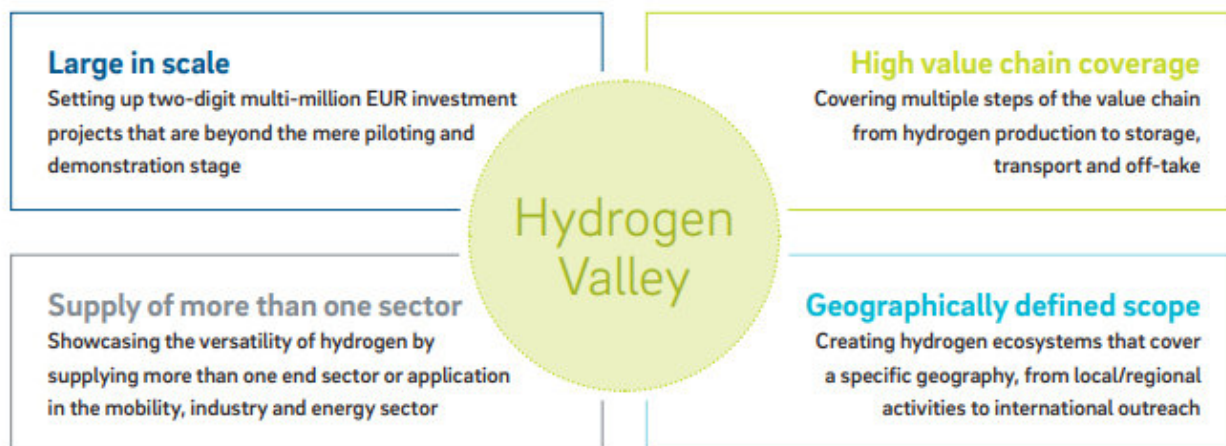 Large in scale
Setting up two-digit multi-million EUR investment
projects that are beyond the mere piloting and
demonstration stage
High value chain coverage
Covering multiple steps of the value chain
from hydrogen production to storage,
transport and off-take
Hydrogen
Valley
Supply of more than one sector
Showcasing the versatility of hydrogen by
supplying more than one end sector or application
in the mobility, industry and energy sector
Geographically defined scope
Creating hydrogen ecosystems that cover
a specific geography, from local/regional
activities to international outreach